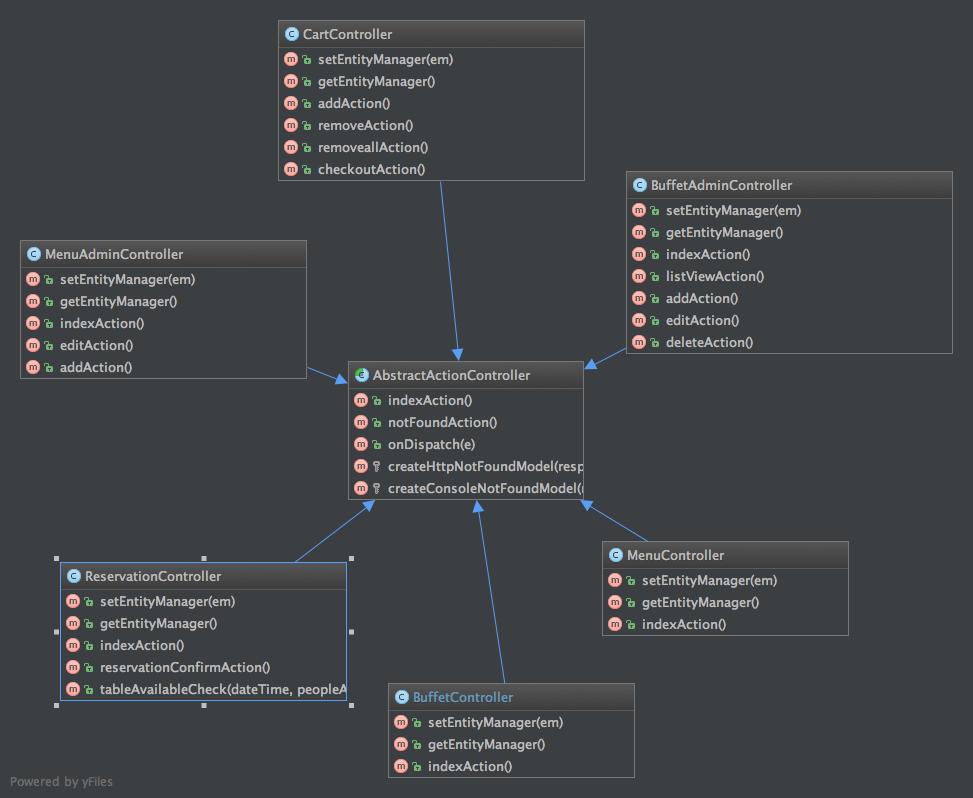 CartController
setEntityManager(em)
getEntityManager()
addAction()
removeAction()
removeallAction()
checkoutAction()
BuffetAdminController
setEntityManager(em)
getEntityManager()
indexAction()
listViewAction()
addAction()
editAction()
deleteAction()
MenuAdminController
setEntityManager(em)
getEntityManager()
indexAction()
editAction()
addAction()
AbstractActionController
indexAction()
notFoundAction()
onDispatch(e)
createHttpNotFoundModel(resp
createConsoleNotFoundModel(
ReservationController
setEntityManager(em)
getEntityManager()
indexAction()
reservationConfirmAction()
tableAvailableCheck(dateTime, peopleA
MenuController
setEntityManager(em)
getEntityManager()
indexAction()
BuffetController
setEntityManager(em)
getEntityManager()
indexAction()
Powered by yFiles